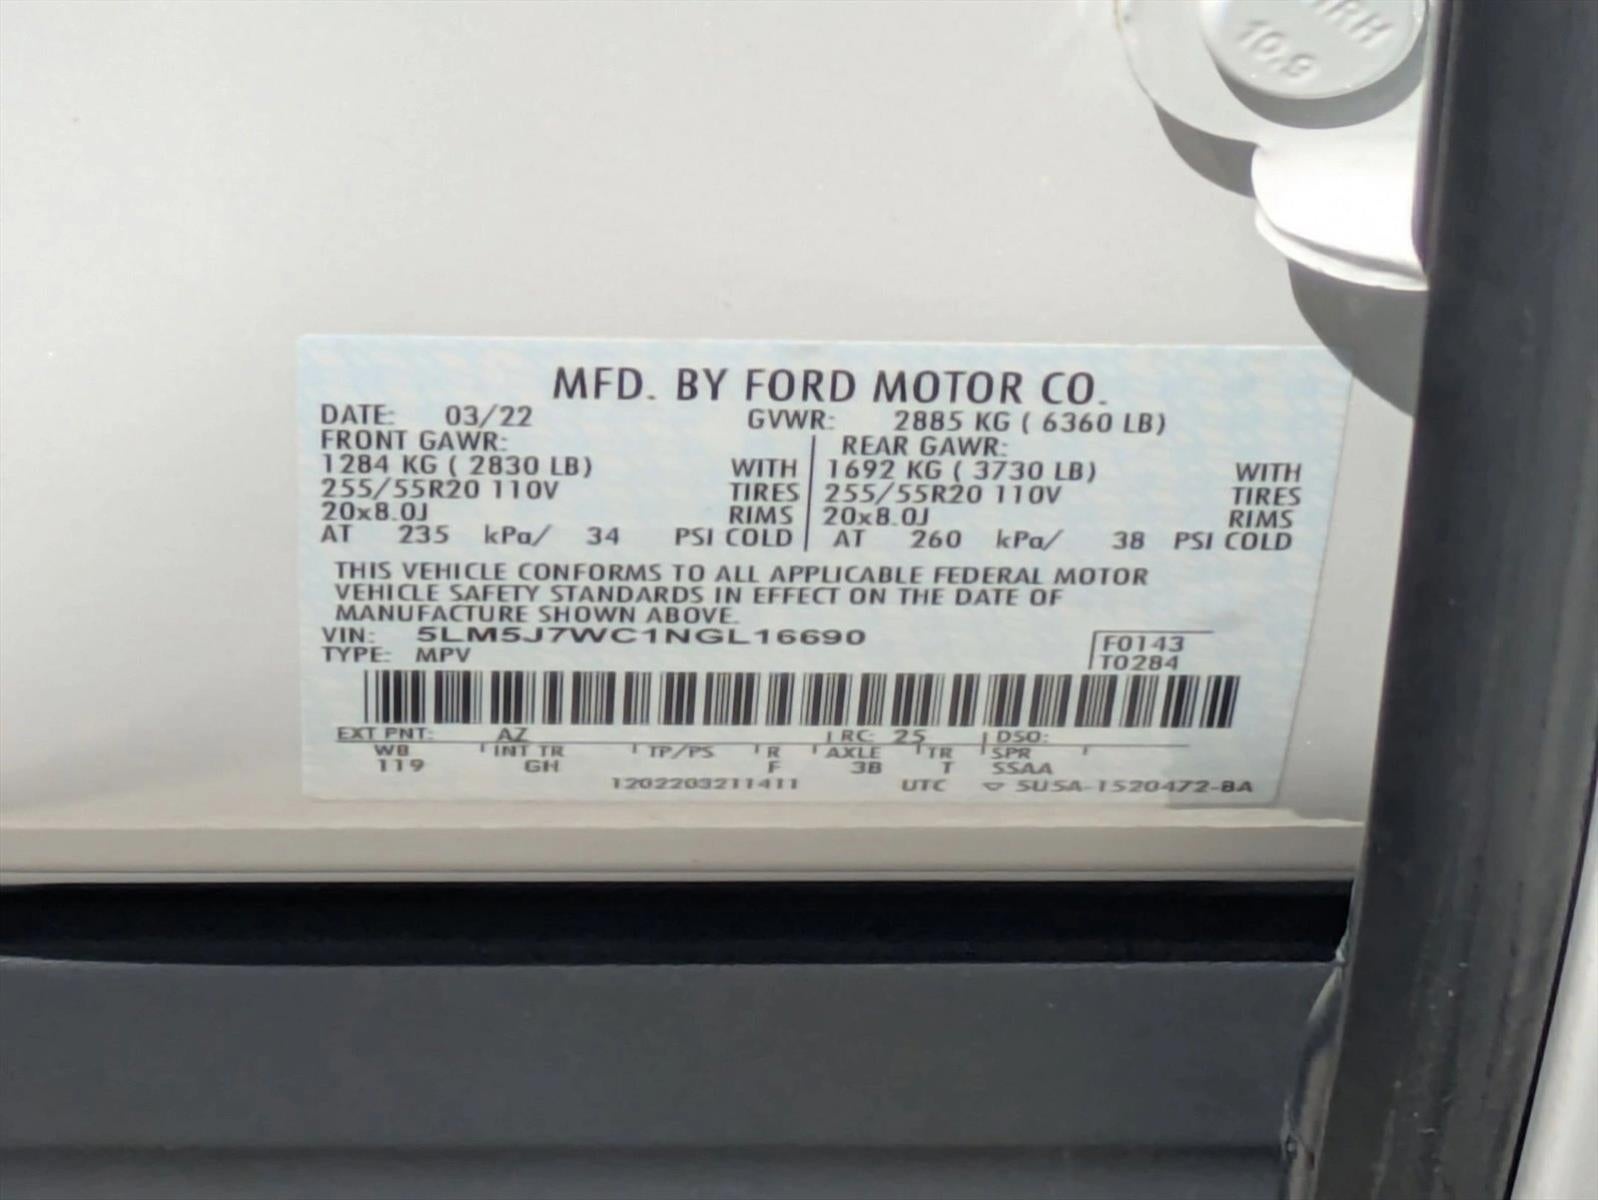 HRH
10.9
MFD. BY FORD MOTOR CO.
DATE: 03/22 GVWR: 2885 KG ( 6360 LB)
FRONT GAWR: REAR GAWR:
1284 KG ( 2830 LB) WITH 1692 KG ( 3730 LB) WITH
255/55R20 110V TIRES 255/55R20 110V TIRES
20x8.0J RIMS 20x8.0J RIMS
AT 235 kPa/ 34 PSI COLD AT 260 kPa/ 38 PSI COLD
THIS VEHICLE CONFORMS TO ALL APPLICABLE FEDERAL MOTOR
VEHICLE SAFETY STANDARDS IN EFFECT ON THE DATE OF
MANUFACTURE SHOWN ABOVE.
VIN: 5LM5J7WC1NGL16690
TYPE: MPV
F0143
T0284
EXT PNT: AZ RC: 25 DSO:
WB INT TR TP/PS R AXLE TR SPR
119 GH F 3B T SSAA
1202203211411 UTC ▽ 5U5A-1520472-BA